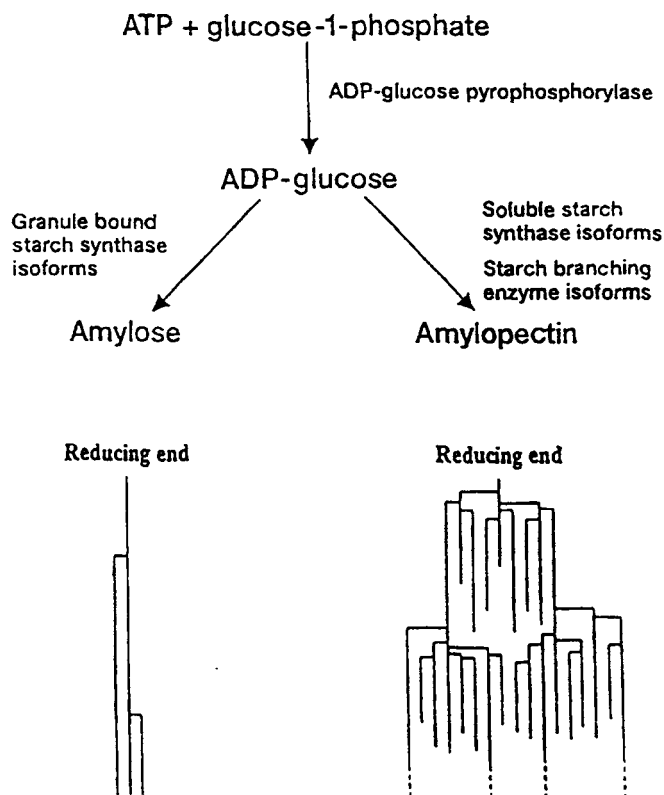 ATP + glucose-1-phosphate
ADP-glucose pyrophosphorylase
ADP-glucose
Granule bound
starch synthase
isoforms
Soluble starch
synthase isoforms
Starch branching
enzyme isoforms
Amylose
Amylopectin
Reducing end
Reducing end